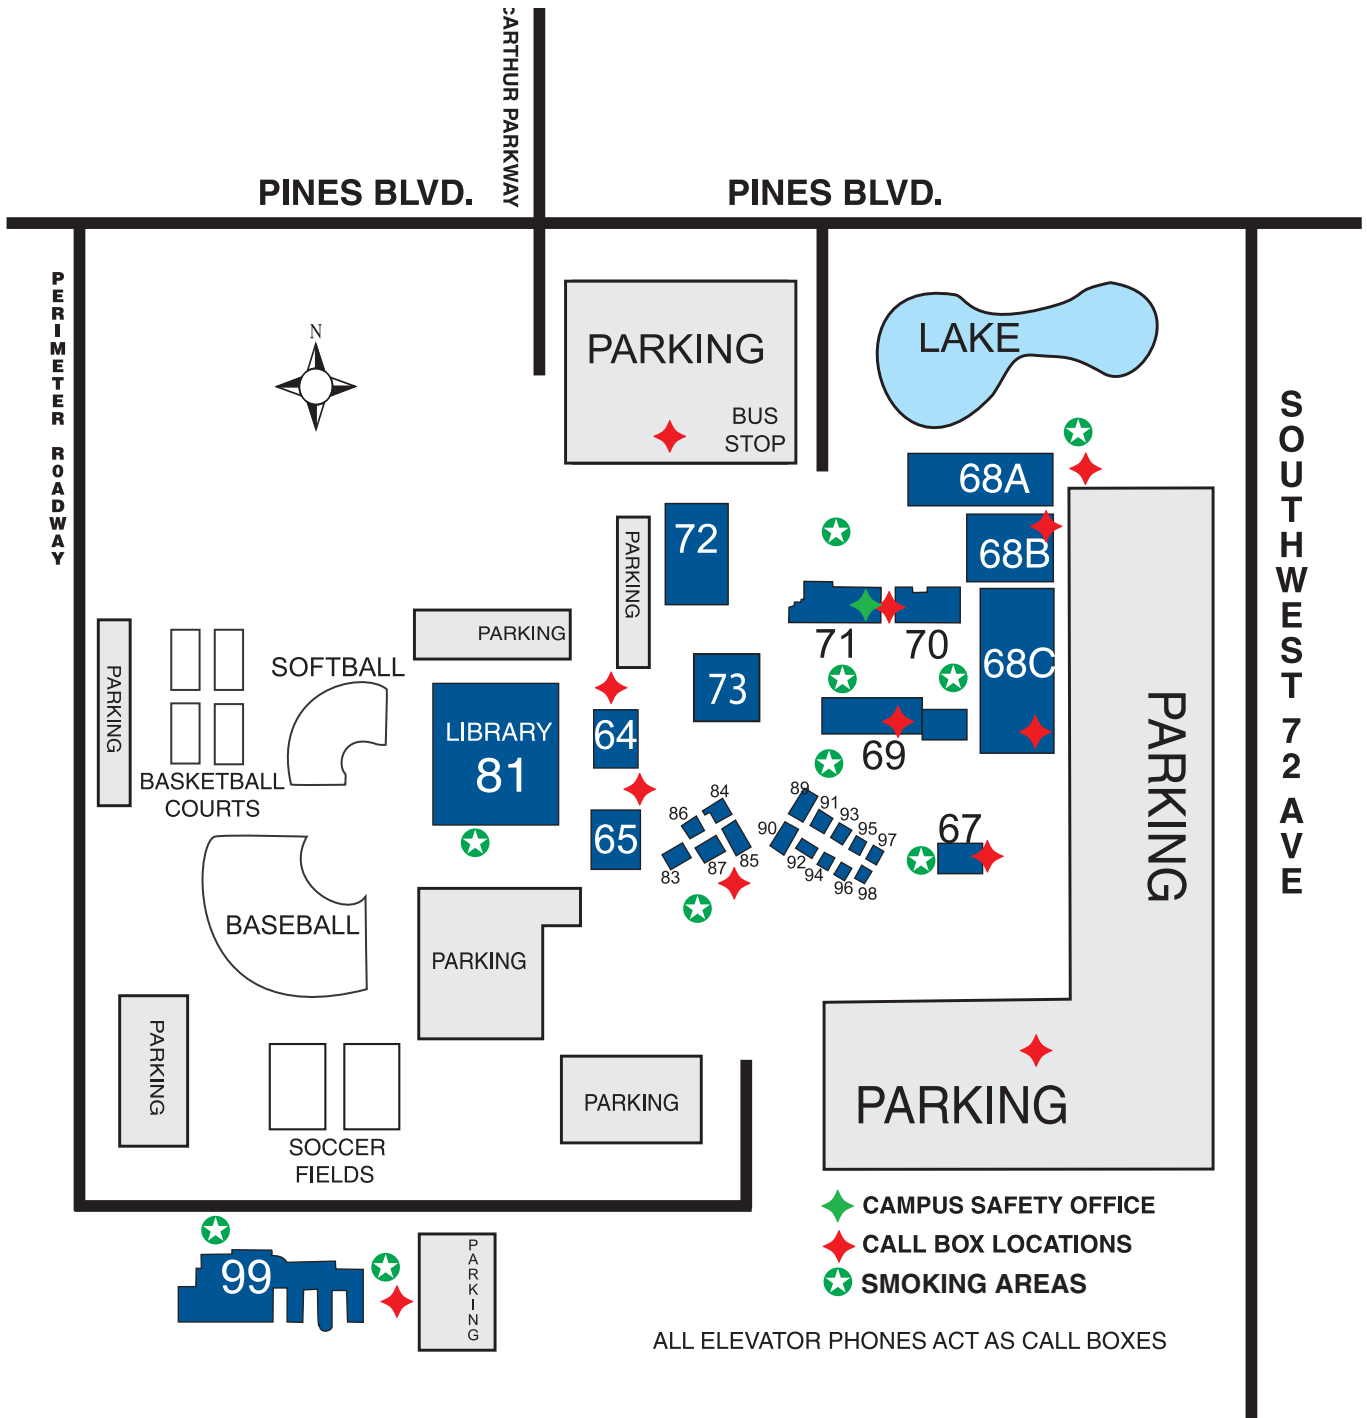 CARTHUR PARKWAY
PINES BLVD.
PINES BLVD.
PERIMETER ROADWAY
N
PARKING
BUS
STOP
LAKE
SOUTHWEST 72 AVE
68A
72
PARKING
68B
71
70
PARKING
SOFTBALL
73
68C
PARKING
LIBRARY
81
64
69
PARKING
BASKETBALL
COURTS
65
86
84
83
87
85
89
91
93
95
97
90
92
94
96
98
67
BASEBALL
PARKING
PARKING
PARKING
PARKING
SOCCER
FIELDS
CAMPUS SAFETY OFFICE
CALL BOX LOCATIONS
SMOKING AREAS
99
PARKING
ALL ELEVATOR PHONES ACT AS CALL BOXES